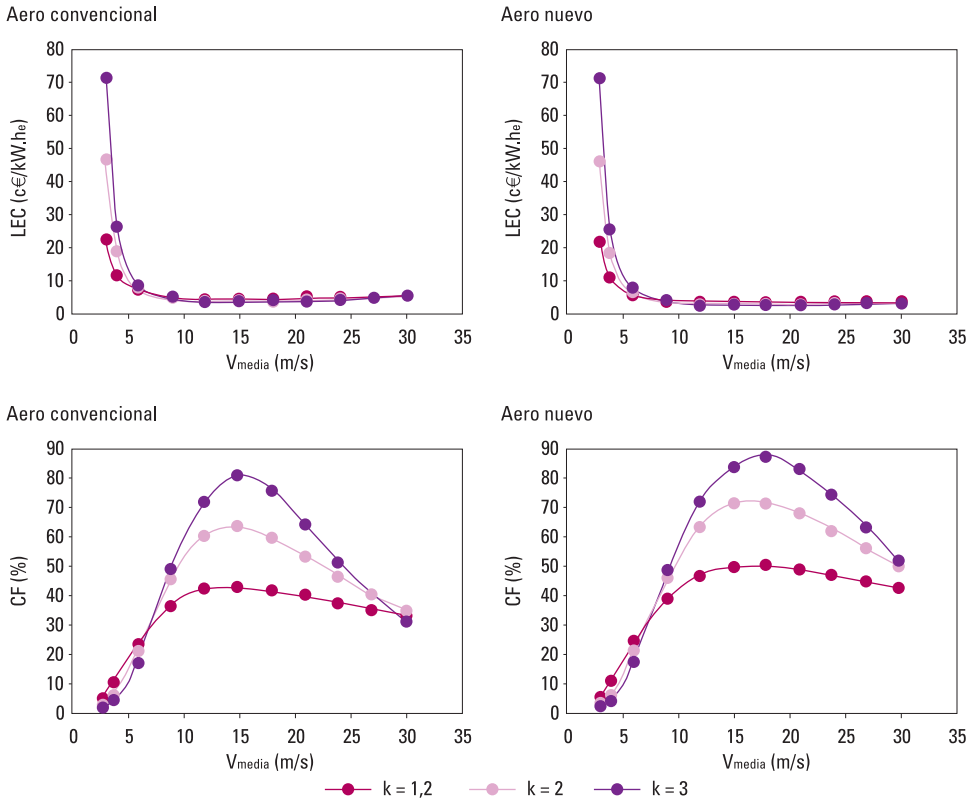 Aero convencional
80
70
60
50
40
30
20
10
0
LEC (c€/kW.he)
0 5 10 15 20 25 30 35
Vmedia (m/s)
Aero nuevo
80
70
60
50
40
30
20
10
0
LEC (c€/kW.he)
0 5 10 15 20 25 30 35
Vmedia (m/s)
Aero convencional
90
80
70
60
50
40
30
20
10
0
CF (%)
0 5 10 15 20 25 30 35
Vmedia (m/s)
Aero nuevo
90
80
70
60
50
40
30
20
10
0
CF (%)
0 5 10 15 20 25 30 35
Vmedia (m/s)
k = 1,2 k = 2 k = 3